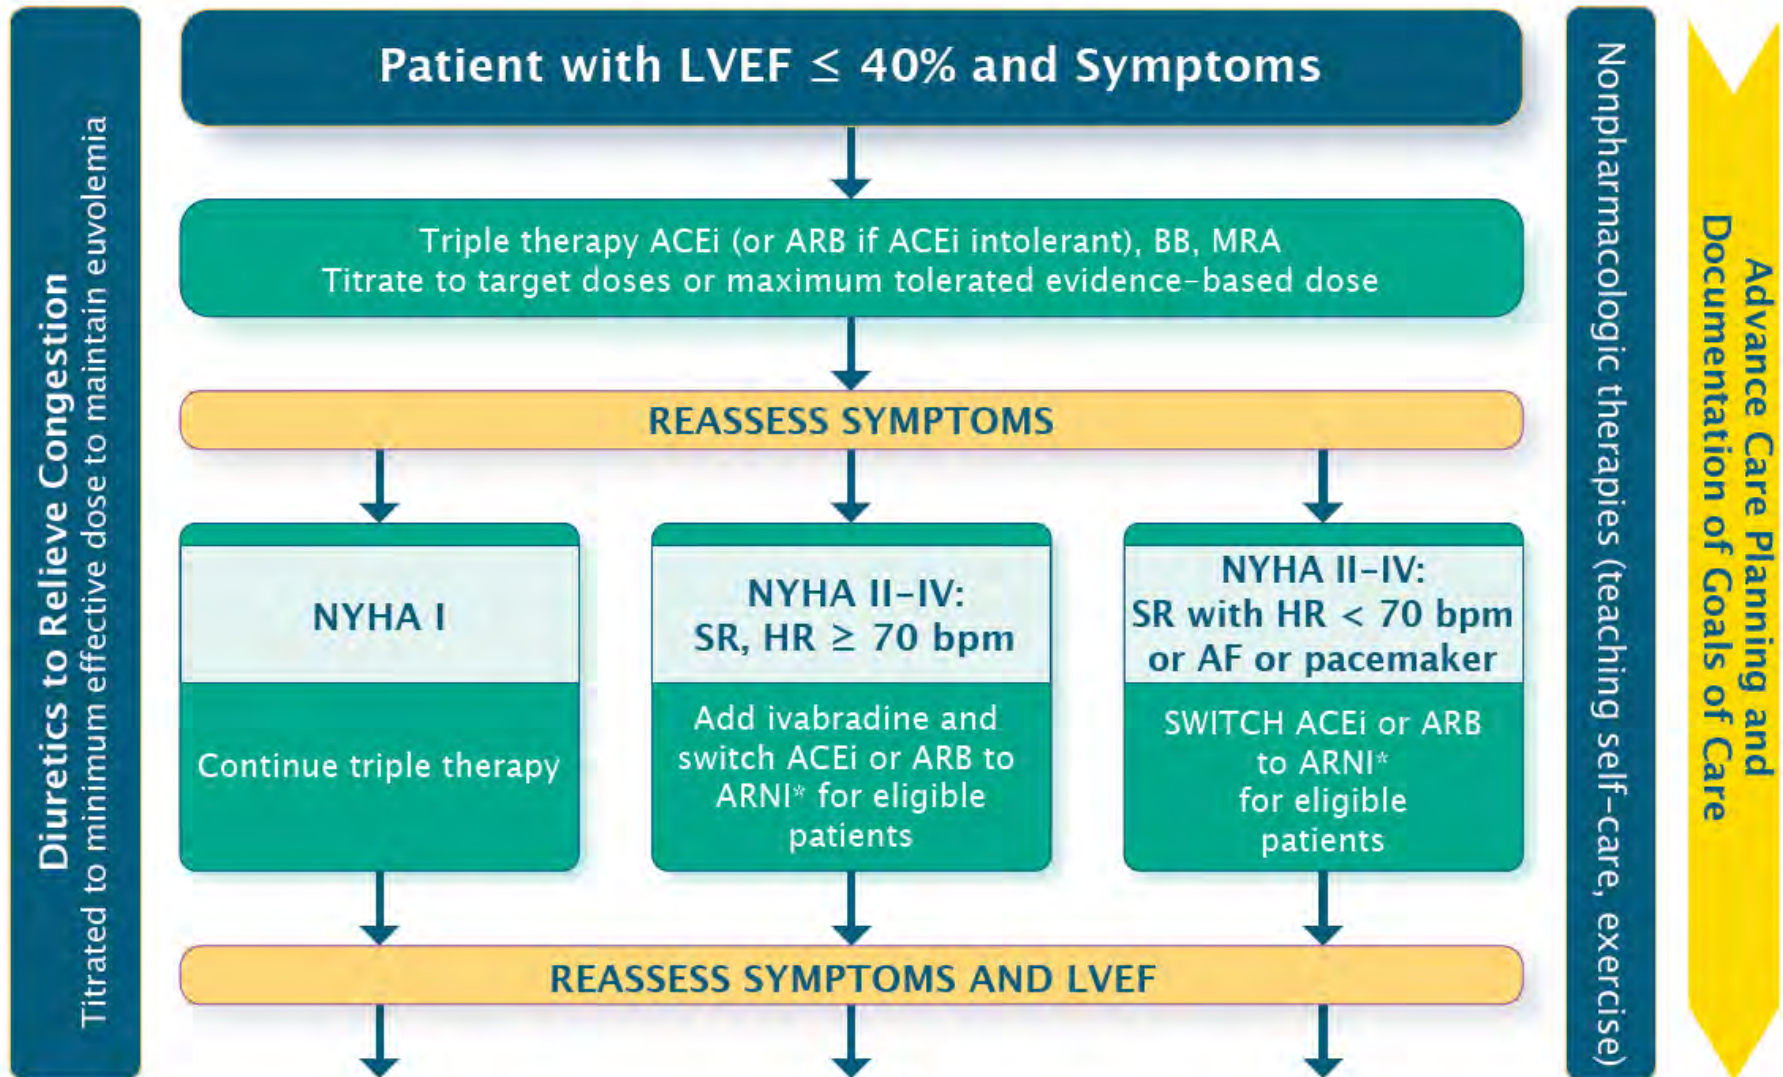 Diuretics to Relieve Congestion
Titrated to minimum effective dose to maintain euvolemia
Patient with LVEF ≤ 40% and Symptoms
Triple therapy ACEi (or ARB if ACEi intolerant), BB, MRA
Titrate to target doses or maximum tolerated evidence-based dose
REASSESS SYMPTOMS
NYHA I
Continue triple therapy
NYHA II-IV:
SR, HR ≥ 70 bpm
Add ivabradine and
switch ACEi or ARB to
ARNI* for eligible
patients
NYHA II-IV:
SR with HR < 70 bpm
or AF or pacemaker
SWITCH ACEi or ARB
to ARNI*
for eligible
patients
REASSESS SYMPTOMS AND LVEF
Nonpharmacologic therapies (teaching self-care, exercise)
Advance Care Planning and
Documentation of Goals of Care